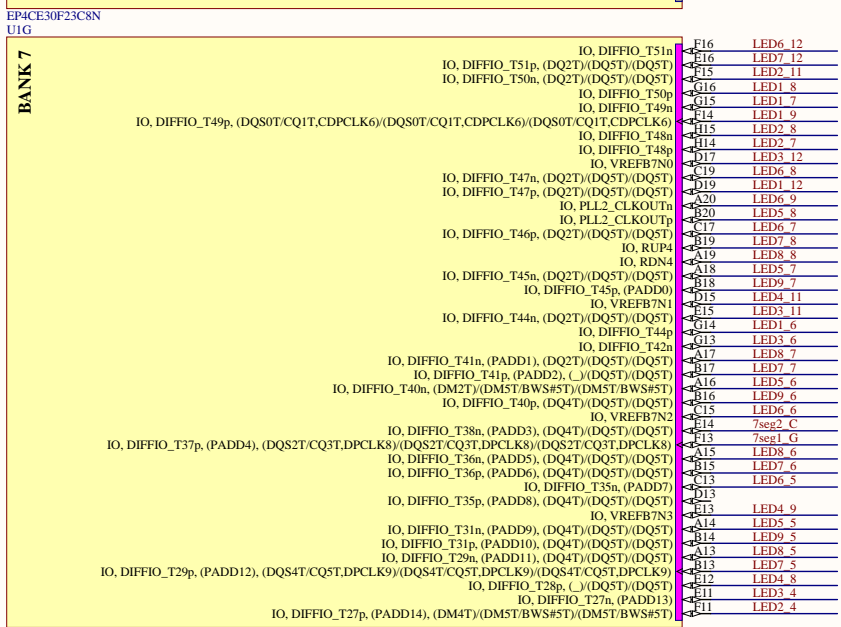 EP4CE30F23C8N
U1G
BANK 7
IO, DIFFIO_T51n F16 LED6_12
IO, DIFFIO_T51p, (DQ2T)/(DQ5T)/(DQ5T) E16 LED7_12
IO, DIFFIO_T50n, (DQ2T)/(DQ5T)/(DQ5T) F15 LED2_11
IO, DIFFIO_T50p G16 LED1_8
IO, DIFFIO_T49n G15 LED1_7
IO, DIFFIO_T49p, (DQS0T/CQ1T,CDPCLK6)/(DQS0T/CQ1T,CDPCLK6)/(DQS0T/CQ1T,CDPCLK6) F14 LED1_9
IO, DIFFIO_T48n H15 LED2_8
IO, DIFFIO_T48p H14 LED2_7
IO, VREFB7N0 D17 LED3_12
IO, DIFFIO_T47n, (DQ2T)/(DQ5T)/(DQ5T) C19 LED6_8
IO, DIFFIO_T47p, (DQ2T)/(DQ5T)/(DQ5T) D19 LED1_12
IO, PLL2_CLKOUTn A20 LED6_9
IO, PLL2_CLKOUTp B20 LED5_8
IO, DIFFIO_T46p, (DQ2T)/(DQ5T)/(DQ5T) C17 LED6_7
IO, RUP4 B19 LED7_8
IO, RDN4 A19 LED8_8
IO, DIFFIO_T45n, (DQ2T)/(DQ5T)/(DQ5T) A18 LED5_7
IO, DIFFIO_T45p, (PADD0) B18 LED9_7
IO, VREFB7N1 D15 LED4_11
IO, DIFFIO_T44n, (DQ2T)/(DQ5T)/(DQ5T) E15 LED3_11
IO, DIFFIO_T44p G14 LED1_6
IO, DIFFIO_T42n G13 LED3_6
IO, DIFFIO_T41n, (PADD1), (DQ2T)/(DQ5T)/(DQ5T) A17 LED8_7
IO, DIFFIO_T41p, (PADD2), (_)/(DQ5T)/(DQ5T) B17 LED7_7
IO, DIFFIO_T40n, (DM2T)/(DM5T/BWS#5T)/(DM5T/BWS#5T) A16 LED5_6
IO, DIFFIO_T40p, (DQ4T)/(DQ5T)/(DQ5T) B16 LED9_6
IO, VREFB7N2 C15 LED6_6
IO, DIFFIO_T38n, (PADD3), (DQ4T)/(DQ5T)/(DQ5T) E14 7seg2_C
IO, DIFFIO_T37p, (PADD4), (DQS2T/CQ3T,DPCLK8)/(DQS2T/CQ3T,DPCLK8)/(DQS2T/CQ3T,DPCLK8) F13 7seg1_G
IO, DIFFIO_T36n, (PADD5), (DQ4T)/(DQ5T)/(DQ5T) A15 LED8_6
IO, DIFFIO_T36p, (PADD6), (DQ4T)/(DQ5T)/(DQ5T) B15 LED7_6
IO, DIFFIO_T35n, (PADD7) C13 LED6_5
IO, DIFFIO_T35p, (PADD8), (DQ4T)/(DQ5T)/(DQ5T) D13
IO, VREFB7N3 E13 LED4_9
IO, DIFFIO_T31n, (PADD9), (DQ4T)/(DQ5T)/(DQ5T) A14 LED5_5
IO, DIFFIO_T31p, (PADD10), (DQ4T)/(DQ5T)/(DQ5T) B14 LED9_5
IO, DIFFIO_T29n, (PADD11), (DQ4T)/(DQ5T)/(DQ5T) A13 LED8_5
IO, DIFFIO_T29p, (PADD12), (DQS4T/CQ5T,DPCLK9)/(DQS4T/CQ5T,DPCLK9)/(DQS4T/CQ5T,DPCLK9) B13 LED7_5
IO, DIFFIO_T28p, (_)/(DQ5T)/(DQ5T) E12 LED4_8
IO, DIFFIO_T27n, (PADD13) E11 LED3_4
IO, DIFFIO_T27p, (PADD14), (DM4T)/(DM5T/BWS#5T)/(DM5T/BWS#5T) F11 LED2_4